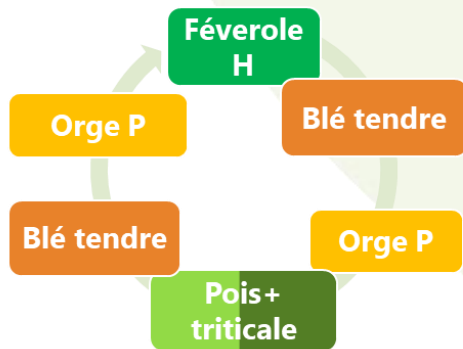 Féverole
H
Blé tendre
Orge P
Pois+
triticale
Blé tendre
Orge P